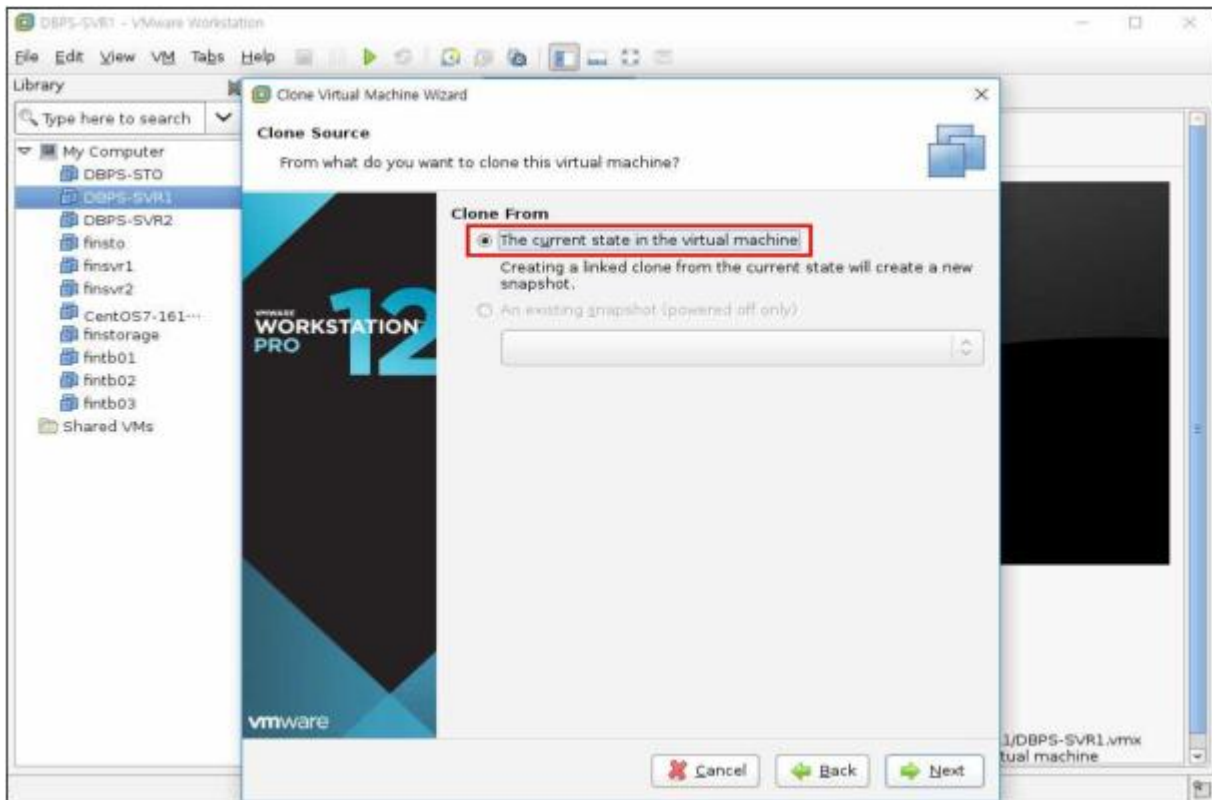 DBPS-SVR1 - VMware Workstation
File Edit View VM Tabs Help
Library
Type here to search
My Computer
DBPS-STO
DBPS-SVR1
DBPS-SVR2
finsto
finsvr1
finsvr2
CentOS7-161···
finstorage
fintb01
fintb02
fintb03
Shared VMs
Clone Virtual Machine Wizard
Clone Source
From what do you want to clone this virtual machine?
VMWARE
WORKSTATION
PRO
12
vmware
Clone From
The current state in the virtual machine
Creating a linked clone from the current state will create a new
snapshot.
An existing snapshot (powered off only)
Cancel
Back
Next
1/DBPS-SVR1.vmx
tual machine